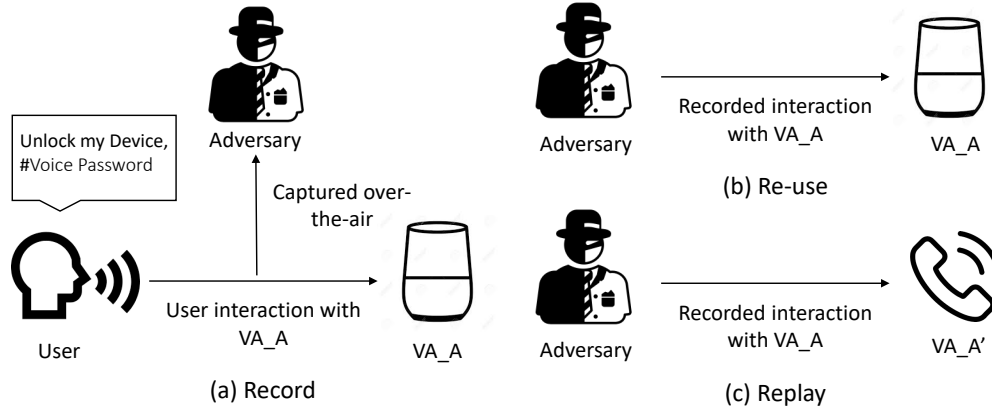 Adversary
Unlock my Device,
#Voice Password
Captured over-
the-air
User interaction with
VA_A
User
VA_A
(a) Record
Adversary
Recorded interaction
with VA_A
VA_A
(b) Re-use
Adversary
Recorded interaction
with VA_A
VA_A’
(c) Replay